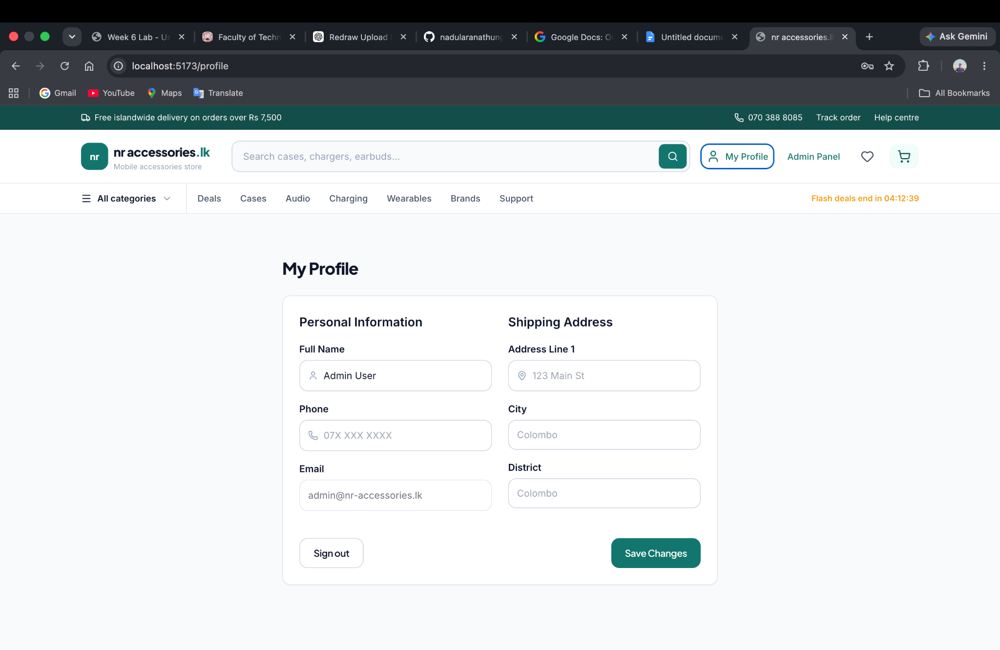 Week 6 Lab - Us
Faculty of Techn
Redraw Upload
nadularanathung
Google Docs: O
Untitled docume
nr accessories.l
Ask Gemini
localhost:5173/profile
Gmail
YouTube
Maps
Translate
All Bookmarks
Free islandwide delivery on orders over Rs 7,500
070 388 8085
Track order
Help centre
nr
nr accessories.lk
Mobile accessories store
Search cases, chargers, earbuds...
My Profile
Admin Panel
All categories
Deals
Cases
Audio
Charging
Wearables
Brands
Support
Flash deals end in 04:12:39
My Profile
Personal Information
Full Name
Admin User
Phone
07X XXX XXXX
Email
admin@nr-accessories.lk
Shipping Address
Address Line 1
123 Main St
City
Colombo
District
Colombo
Sign out
Save Changes